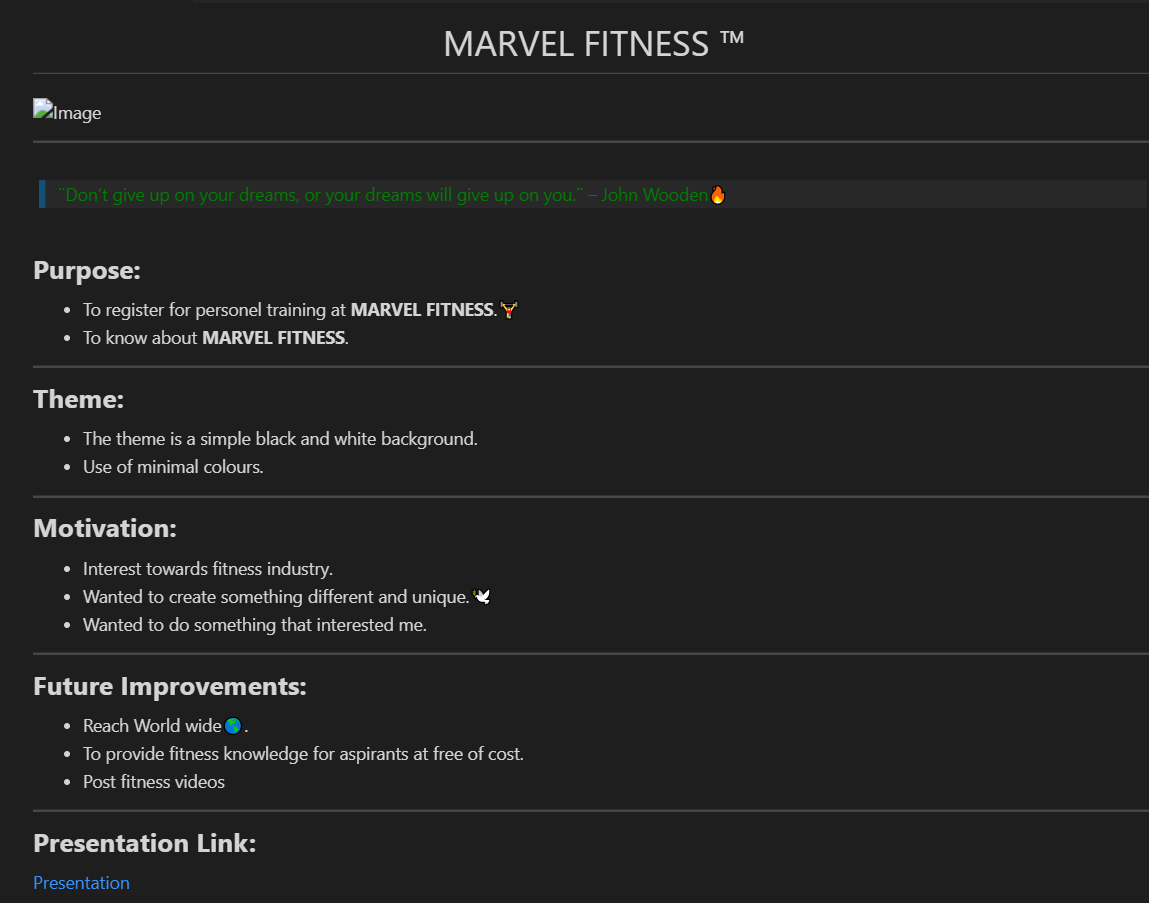 MARVEL FITNESS ™
Image
¨Don't give up on your dreams, or your dreams will give up on you.¨ – John Wooden🔥
Purpose:
• To register for personel training at MARVEL FITNESS.🏋
• To know about MARVEL FITNESS.
Theme:
• The theme is a simple black and white background.
• Use of minimal colours.
Motivation:
• Interest towards fitness industry.
• Wanted to create something different and unique.🕊
• Wanted to do something that interested me.
Future Improvements:
• Reach World wide🌎.
• To provide fitness knowledge for aspirants at free of cost.
• Post fitness videos
Presentation Link:
Presentation